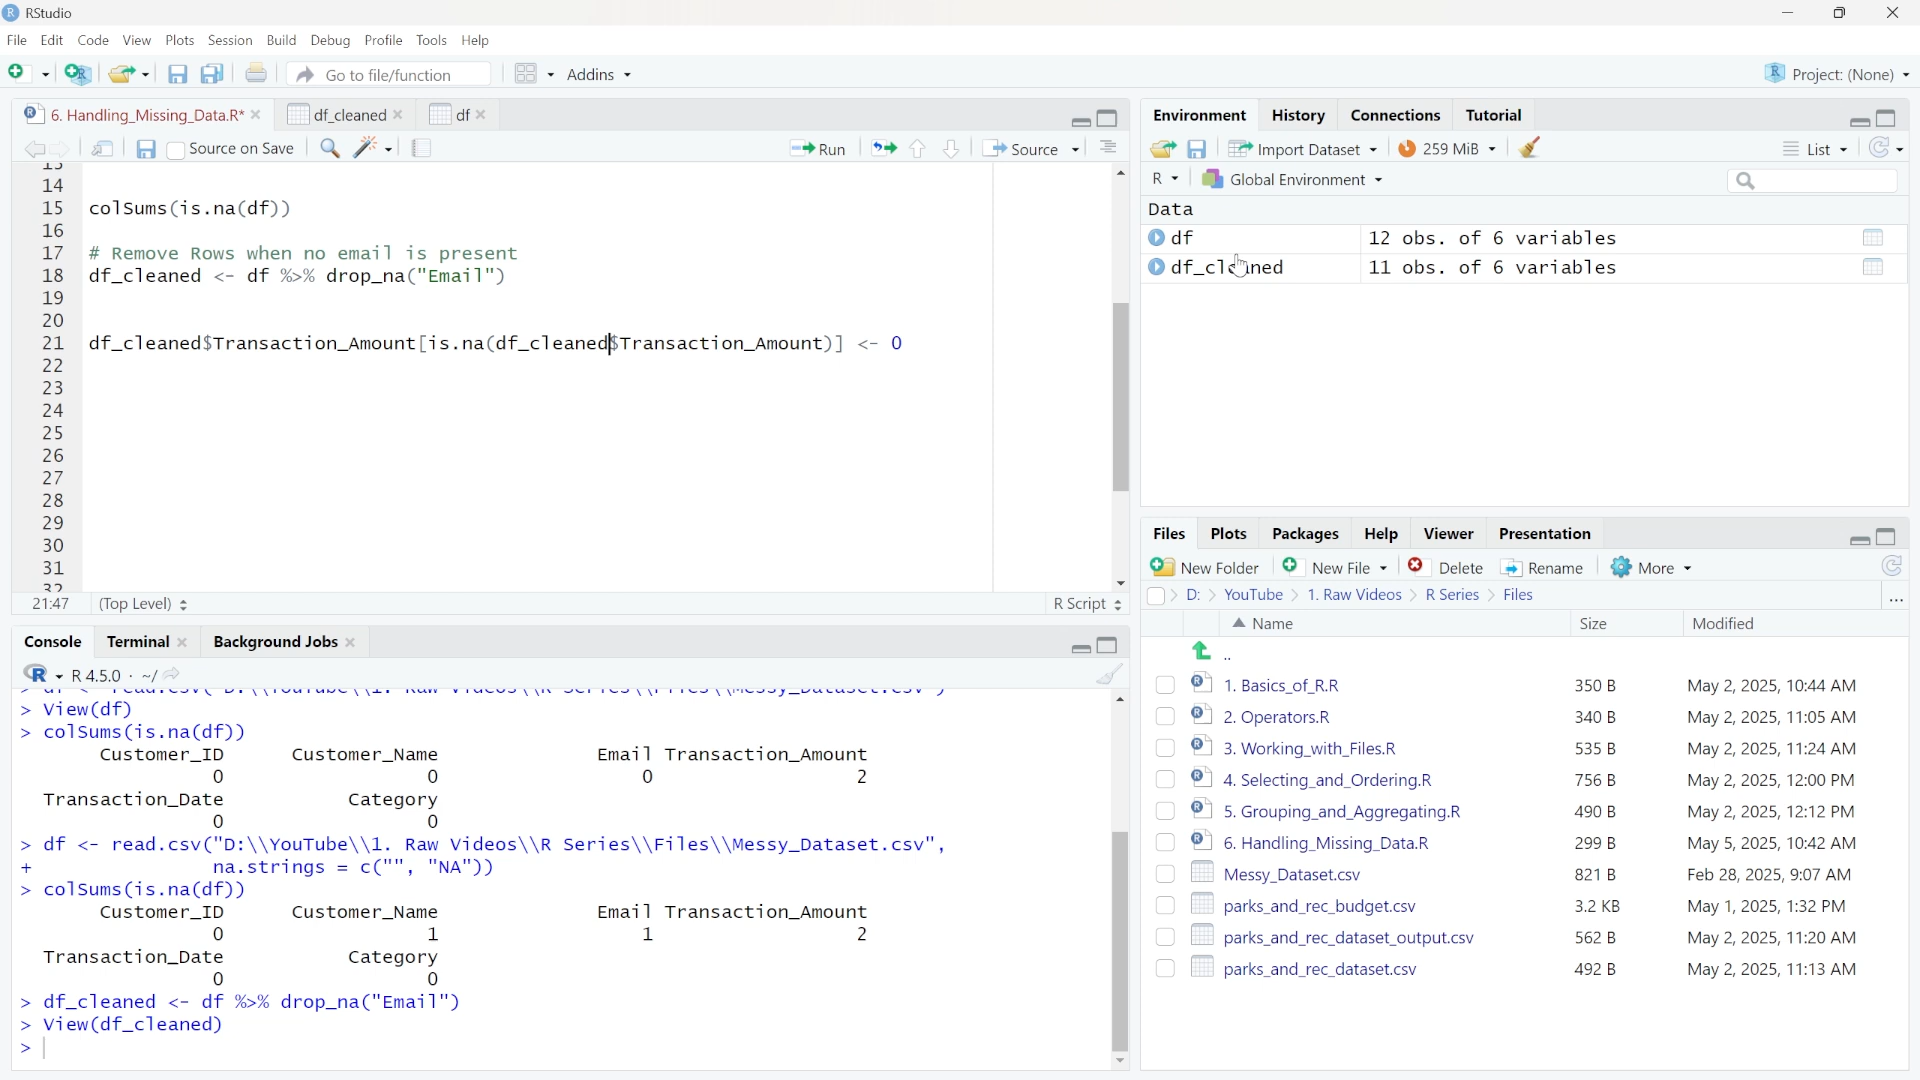 RStudio
File Edit Code View Plots Session Build Debug Profile Tools Help
Go to file/function Addins Project: (None)
6. Handling_Missing_Data.R* df_cleaned df
Source on Save Run Source
13
14
15 colSums(is.na(df))
16
17 # Remove Rows when no email is present
18 df_cleaned <- df %>% drop_na("Email")
19
20
21 df_cleaned$Transaction_Amount[is.na(df_cleaned$Transaction_Amount)] <- 0
22
23
24
25
26
27
28
29
30
31
32
21:47 (Top Level) R Script
Console Terminal Background Jobs
R 4.5.0 · ~/
> df <- read.csv("D:\\YouTube\\1. Raw Videos\\R Series\\Files\\Messy_Dataset.csv")
> View(df)
> colSums(is.na(df))
Customer_ID Customer_Name Email Transaction_Amount
0 0 0 2
Transaction_Date Category
0 0
> df <- read.csv("D:\\YouTube\\1. Raw Videos\\R Series\\Files\\Messy_Dataset.csv",
+ na.strings = c("", "NA"))
> colSums(is.na(df))
Customer_ID Customer_Name Email Transaction_Amount
0 1 1 2
Transaction_Date Category
0 0
> df_cleaned <- df %>% drop_na("Email")
> View(df_cleaned)
>
Environment History Connections Tutorial
Import Dataset 259 MiB List
R Global Environment
Data
df 12 obs. of 6 variables
df_cleaned 11 obs. of 6 variables
Files Plots Packages Help Viewer Presentation
New Folder New File Delete Rename More
D: YouTube 1. Raw Videos R Series Files ...
Name Size Modified
..
1. Basics_of_R.R 350 B May 2, 2025, 10:44 AM
2. Operators.R 340 B May 2, 2025, 11:05 AM
3. Working_with_Files.R 535 B May 2, 2025, 11:24 AM
4. Selecting_and_Ordering.R 756 B May 2, 2025, 12:00 PM
5. Grouping_and_Aggregating.R 490 B May 2, 2025, 12:12 PM
6. Handling_Missing_Data.R 299 B May 5, 2025, 10:42 AM
Messy_Dataset.csv 821 B Feb 28, 2025, 9:07 AM
parks_and_rec_budget.csv 3.2 KB May 1, 2025, 1:32 PM
parks_and_rec_dataset_output.csv 562 B May 2, 2025, 11:20 AM
parks_and_rec_dataset.csv 492 B May 2, 2025, 11:13 AM